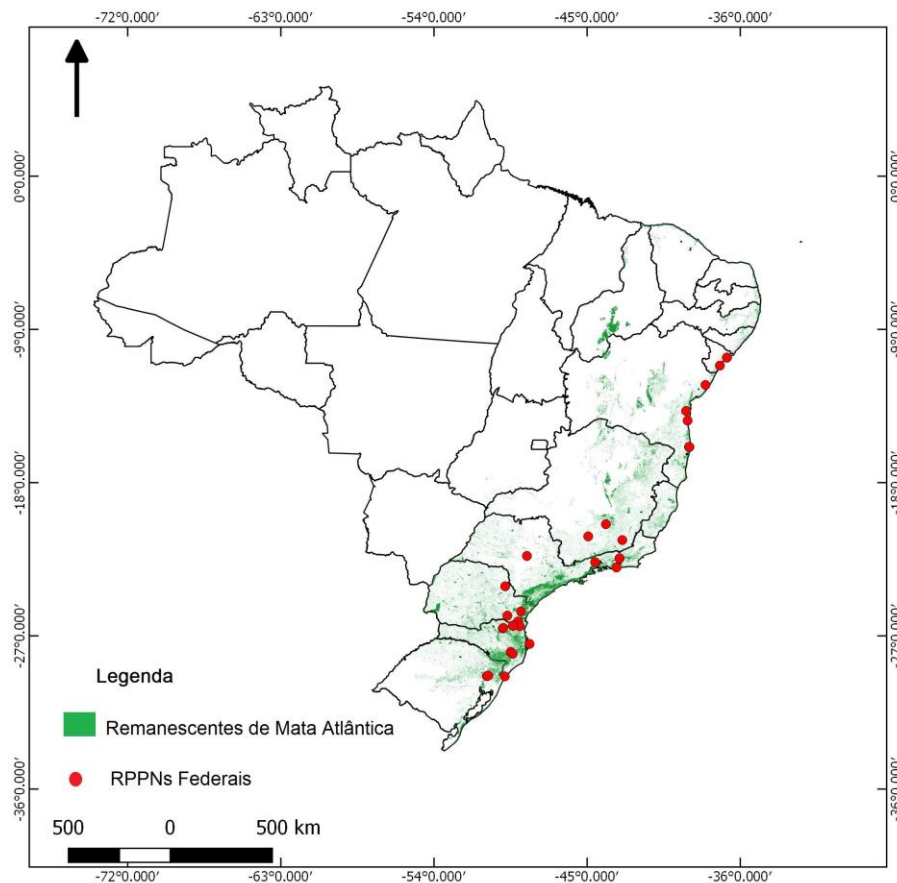 -72°0.000′ -63°0.000′ -54°0.000′ -45°0.000′ -36°0.000′
0°0.000′ 0°0.000′
-9°0.000′ -9°0.000′
-18°0.000′ -18°0.000′
-27°0.000′ -27°0.000′
-36°0.000′ -36°0.000′
Legenda
Remanescentes de Mata Atlântica
RPPNs Federais
500 0 500 km
-72°0.000′ -63°0.000′ -54°0.000′ -45°0.000′ -36°0.000′